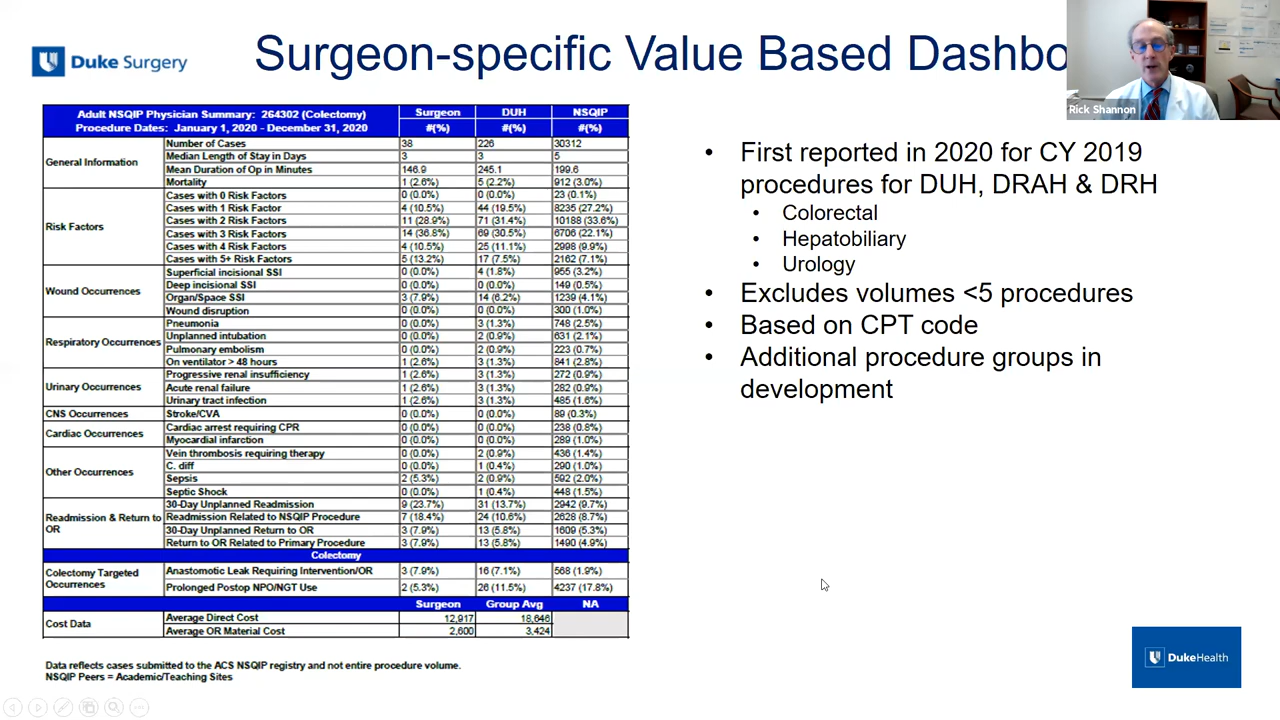 Duke Surgery
Surgeon-specific Value Based Dashbo
Rick Shannon
Adult NSQIP Physician Summary: 264302 (Colectomy) Surgeon DUH NSQIP
Procedure Dates: January 1, 2020 - December 31, 2020 #(%) #(%) #(%)
General Information
Number of Cases 38 226 30312
Median Length of Stay in Days 3 3 5
Mean Duration of Op in Minutes 146.9 245.1 199.6
Mortality 1 (2.6%) 5 (2.2%) 912 (3.0%)
Risk Factors
Cases with 0 Risk Factors 0 (0.0%) 0 (0.0%) 23 (0.1%)
Cases with 1 Risk Factor 4 (10.5%) 44 (19.5%) 8235 (27.2%)
Cases with 2 Risk Factors 11 (28.9%) 71 (31.4%) 10188 (33.6%)
Cases with 3 Risk Factors 14 (36.8%) 69 (30.5%) 6706 (22.1%)
Cases with 4 Risk Factors 4 (10.5%) 25 (11.1%) 2998 (9.9%)
Cases with 5+ Risk Factors 5 (13.2%) 17 (7.5%) 2162 (7.1%)
Wound Occurrences
Superficial incisional SSI 0 (0.0%) 4 (1.8%) 955 (3.2%)
Deep incisional SSI 0 (0.0%) 0 (0.0%) 149 (0.5%)
Organ/Space SSI 3 (7.9%) 14 (6.2%) 1239 (4.1%)
Wound disruption 0 (0.0%) 0 (0.0%) 300 (1.0%)
Respiratory Occurrences
Pneumonia 0 (0.0%) 3 (1.3%) 748 (2.5%)
Unplanned intubation 0 (0.0%) 2 (0.9%) 631 (2.1%)
Pulmonary embolism 0 (0.0%) 2 (0.9%) 223 (0.7%)
On ventilator > 48 hours 1 (2.6%) 3 (1.3%) 841 (2.8%)
Urinary Occurrences
Progressive renal insufficiency 1 (2.6%) 3 (1.3%) 272 (0.9%)
Acute renal failure 1 (2.6%) 3 (1.3%) 282 (0.9%)
Urinary tract infection 1 (2.6%) 3 (1.3%) 485 (1.6%)
CNS Occurrences Stroke/CVA 0 (0.0%) 0 (0.0%) 89 (0.3%)
Cardiac Occurrences
Cardiac arrest requiring CPR 0 (0.0%) 0 (0.0%) 238 (0.8%)
Myocardial infarction 0 (0.0%) 0 (0.0%) 289 (1.0%)
Other Occurrences
Vein thrombosis requiring therapy 0 (0.0%) 2 (0.9%) 436 (1.4%)
C. diff 0 (0.0%) 1 (0.4%) 290 (1.0%)
Sepsis 2 (5.3%) 2 (0.9%) 592 (2.0%)
Septic Shock 0 (0.0%) 1 (0.4%) 448 (1.5%)
Readmission & Return to
OR
30-Day Unplanned Readmission 9 (23.7%) 31 (13.7%) 2942 (9.7%)
Readmission Related to NSQIP Procedure 7 (18.4%) 24 (10.6%) 2628 (8.7%)
30-Day Unplanned Return to OR 3 (7.9%) 13 (5.8%) 1609 (5.3%)
Return to OR Related to Primary Procedure 3 (7.9%) 13 (5.8%) 1490 (4.9%)
Colectomy
Colectomy Targeted
Occurrences
Anastomotic Leak Requiring Intervention/OR 3 (7.9%) 16 (7.1%) 568 (1.9%)
Prolonged Postop NPO/NGT Use 2 (5.3%) 26 (11.5%) 4237 (17.8%)
Surgeon Group Avg NA
Cost Data
Average Direct Cost 12,917 18,646
Average OR Material Cost 2,600 3,424
Data reflects cases submitted to the ACS NSQIP registry and not entire procedure volume.
NSQIP Peers = Academic/Teaching Sites
• First reported in 2020 for CY 2019
procedures for DUH, DRAH & DRH
• Colorectal
• Hepatobiliary
• Urology
• Excludes volumes <5 procedures
• Based on CPT code
• Additional procedure groups in
development
DukeHealth